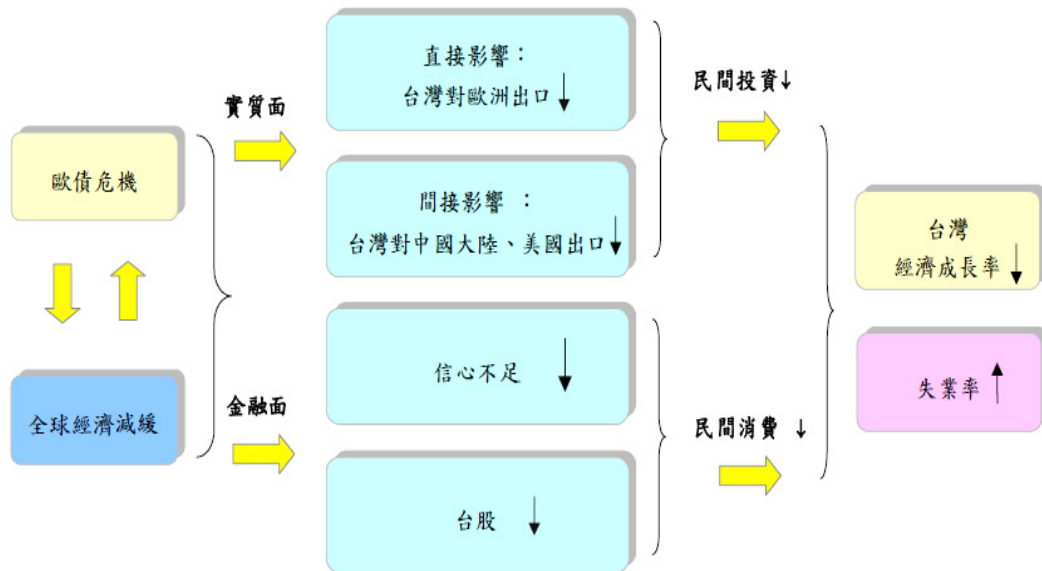 歐債危機
全球經濟減緩
實質面
金融面
直接影響：
台灣對歐洲出口↓
間接影響：
台灣對中國大陸、美國出口↓
信心不足 ↓
台股 ↓
民間投資↓
民間消費 ↓
台灣
經濟成長率↓
失業率↑